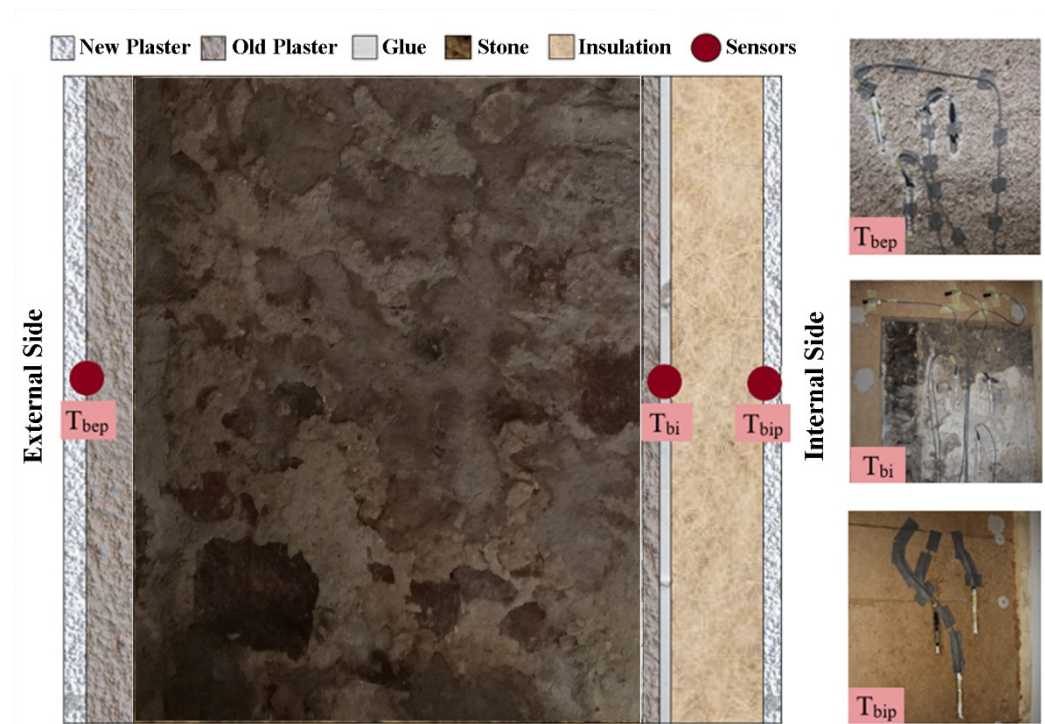 New Plaster Old Plaster Glue Stone Insulation Sensors
External Side
Tbep
Tbi
Tbip
Internal Side
Tbep
Tbi
Tbip